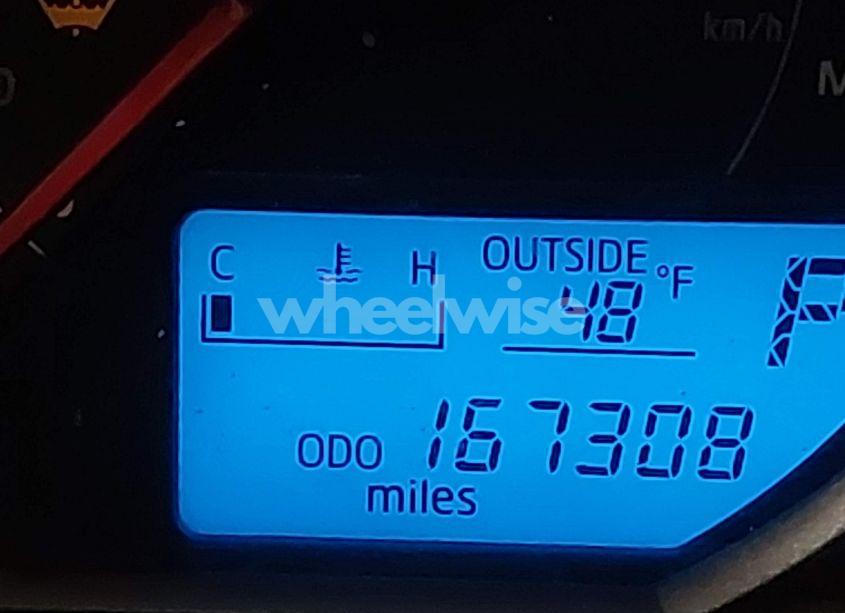 km/h
C H OUTSIDE °F
48
wheelwise
ODO 167308
miles